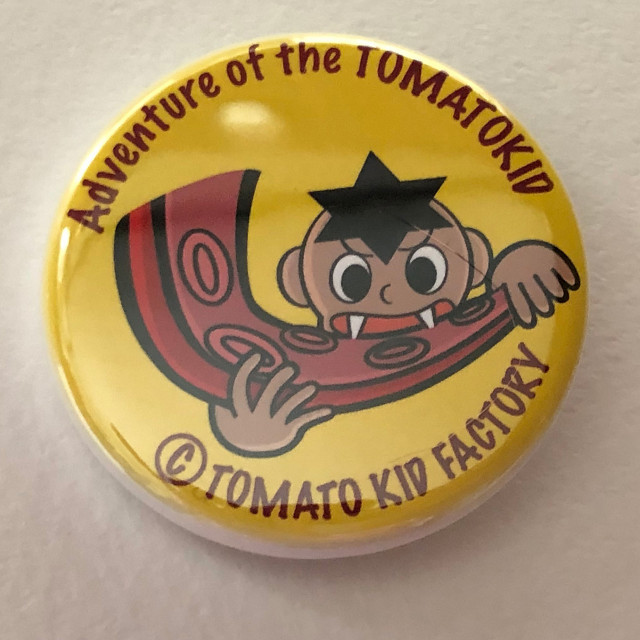 Adventure of the TOMATOKID
© TOMATO KID FACTORY